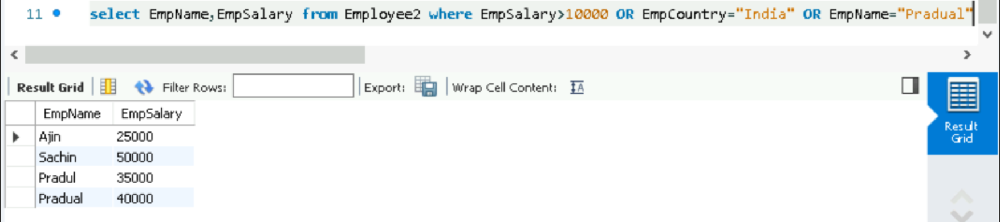 11 select EmpName,EmpSalary from Employee2 where EmpSalary>10000 OR EmpCountry="India" OR EmpName="Pradual"
Result Grid Filter Rows: Export: Wrap Cell Content:
EmpName EmpSalary
Ajin 25000
Sachin 50000
Pradul 35000
Pradual 40000
Result
Grid